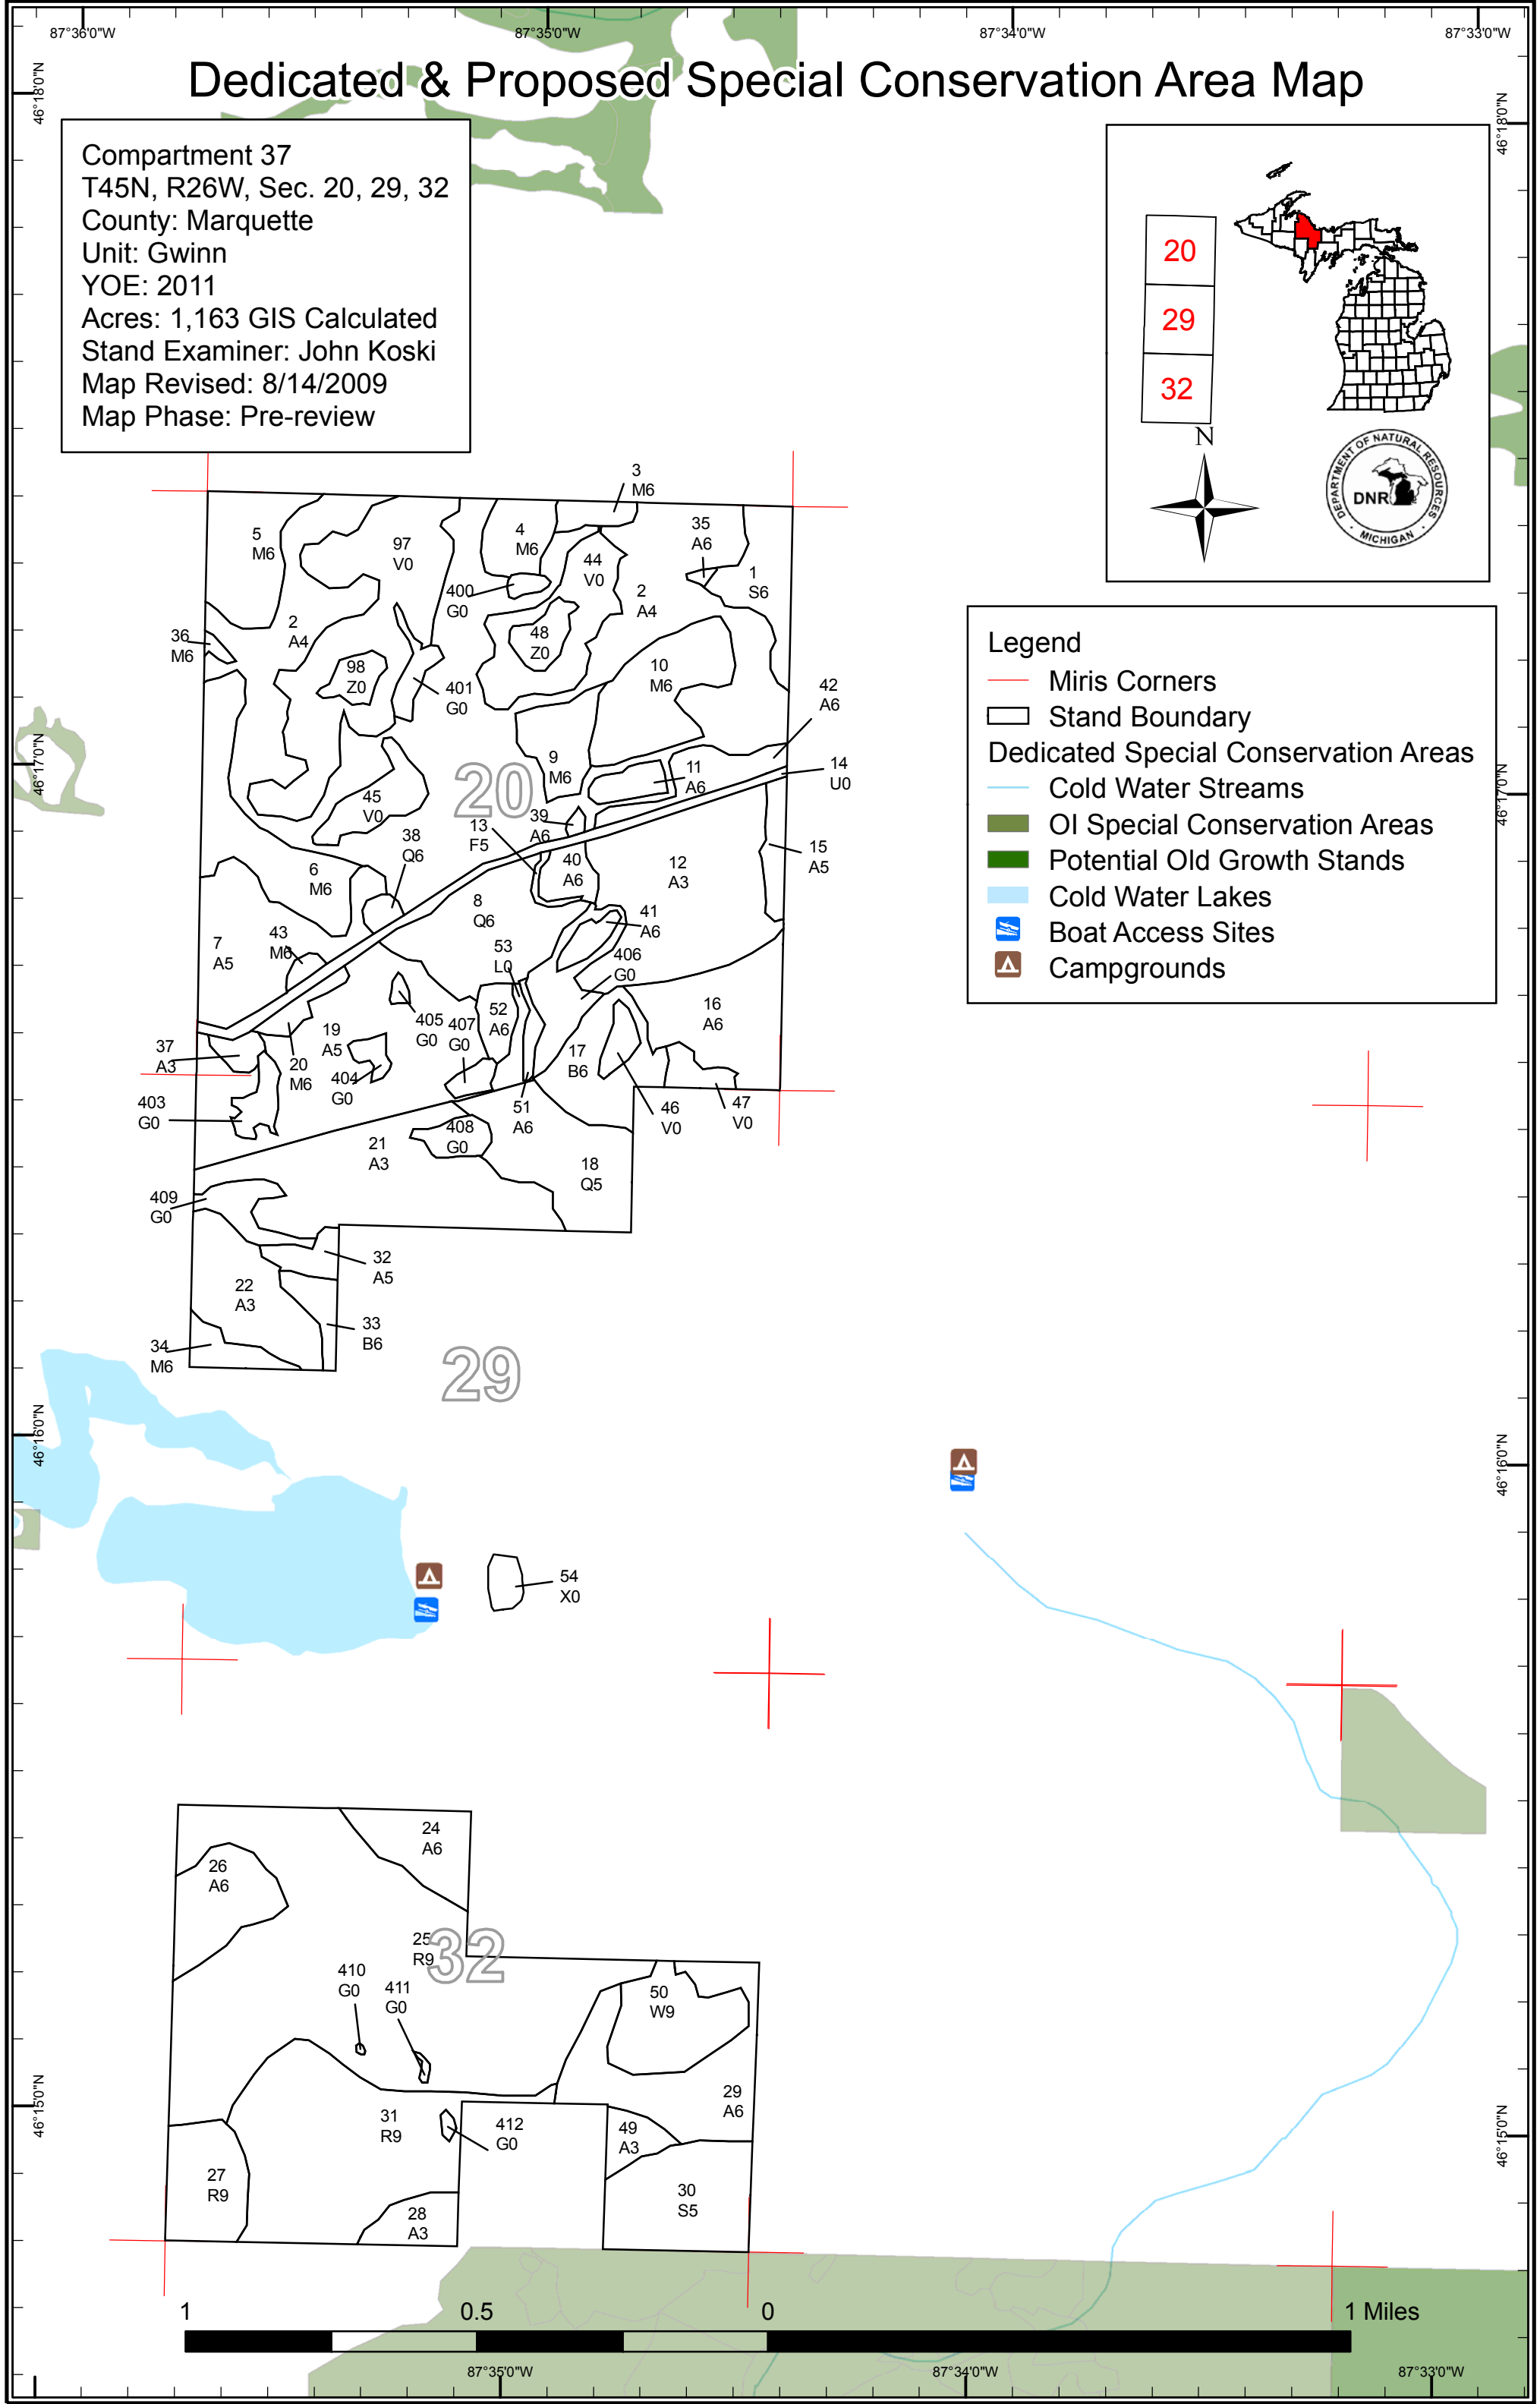 87°36'0"W
87°35'0"W
87°34'0"W
87°33'0"W
Dedicated & Proposed Special Conservation Area Map
46°18'0"N
46°18'0"N
Compartment 37
T45N, R26W, Sec. 20, 29, 32
County: Marquette
Unit: Gwinn
YOE: 2011
Acres: 1,163 GIS Calculated
Stand Examiner: John Koski
Map Revised: 8/14/2009
Map Phase: Pre-review
20
29
32
N
DEPARTMENT OF NATURAL RESOURCES
DNR
MICHIGAN
Legend
Miris Corners
Stand Boundary
Dedicated Special Conservation Areas
Cold Water Streams
OI Special Conservation Areas
Potential Old Growth Stands
Cold Water Lakes
Boat Access Sites
Campgrounds
3
M6
5
M6
97
V0
4
M6
44
V0
35
A6
1
S6
400
G0
2
A4
2
A4
36
M6
48
Z0
98
Z0
10
M6
401
G0
42
A6
9
M6
11
A6
14
U0
46°17'0"N
46°17'0"N
20
45
V0
39
A6
13
F5
38
Q6
40
A6
12
A3
15
A5
6
M6
8
Q6
41
A6
7
A5
43
M6
53
L0
406
G0
52
A6
16
A6
405
G0
407
G0
19
A5
37
A3
20
M6
404
G0
17
B6
403
G0
51
A6
46
V0
47
V0
408
G0
21
A3
18
Q5
409
G0
32
A5
22
A3
33
B6
34
M6
29
46°16'0"N
46°16'0"N
54
X0
24
A6
26
A6
25
R9
32
410
G0
411
G0
50
W9
29
A6
31
R9
412
G0
49
A3
46°15'0"N
46°15'0"N
27
R9
28
A3
30
S5
1
0.5
0
1 Miles
87°35'0"W
87°34'0"W
87°33'0"W